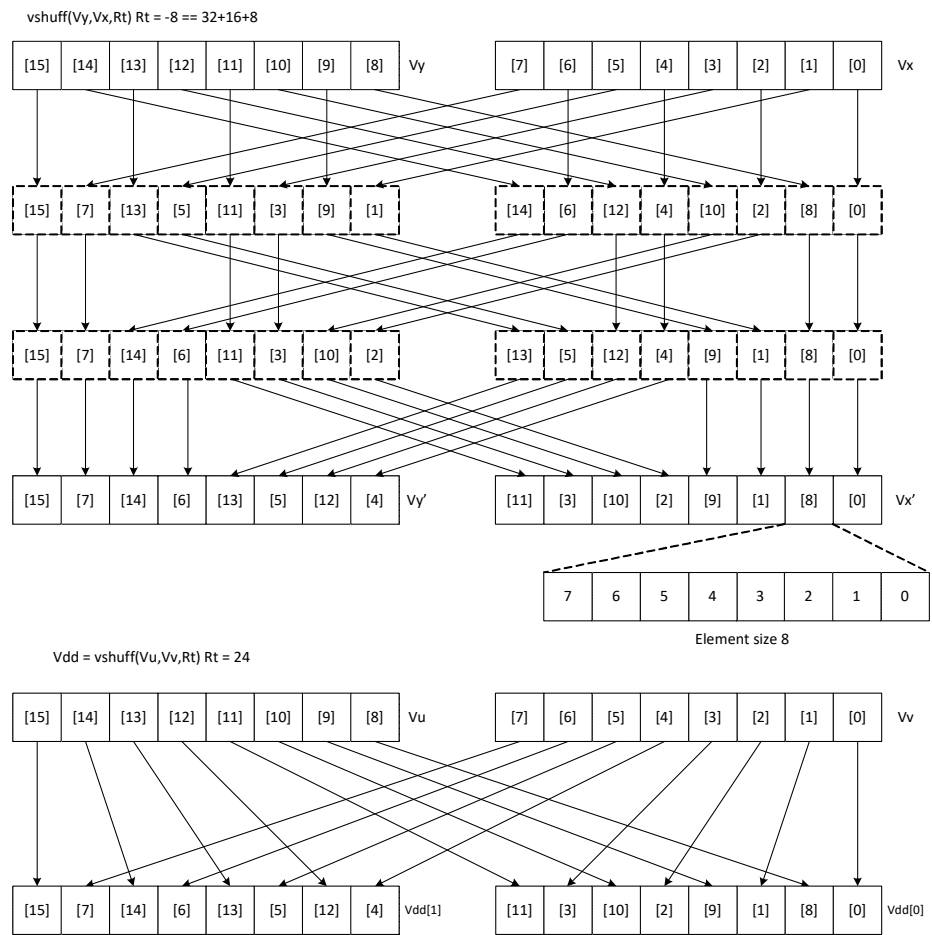 vshuff(Vy,Vx,Rt) Rt = -8 == 32+16+8
[15] [14] [13] [12] [11] [10] [9] [8] Vy [7] [6] [5] [4] [3] [2] [1] [0] Vx
[15] [7] [13] [5] [11] [3] [9] [1] [14] [6] [12] [4] [10] [2] [8] [0]
[15] [7] [14] [6] [11] [3] [10] [2] [13] [5] [12] [4] [9] [1] [8] [0]
[15] [7] [14] [6] [13] [5] [12] [4] Vy’ [11] [3] [10] [2] [9] [1] [8] [0] Vx’
7 6 5 4 3 2 1 0
Element size 8
Vdd = vshuff(Vu,Vv,Rt) Rt = 24
[15] [14] [13] [12] [11] [10] [9] [8] Vu [7] [6] [5] [4] [3] [2] [1] [0] Vv
[15] [7] [14] [6] [13] [5] [12] [4] Vdd[1] [11] [3] [10] [2] [9] [1] [8] [0] Vdd[0]